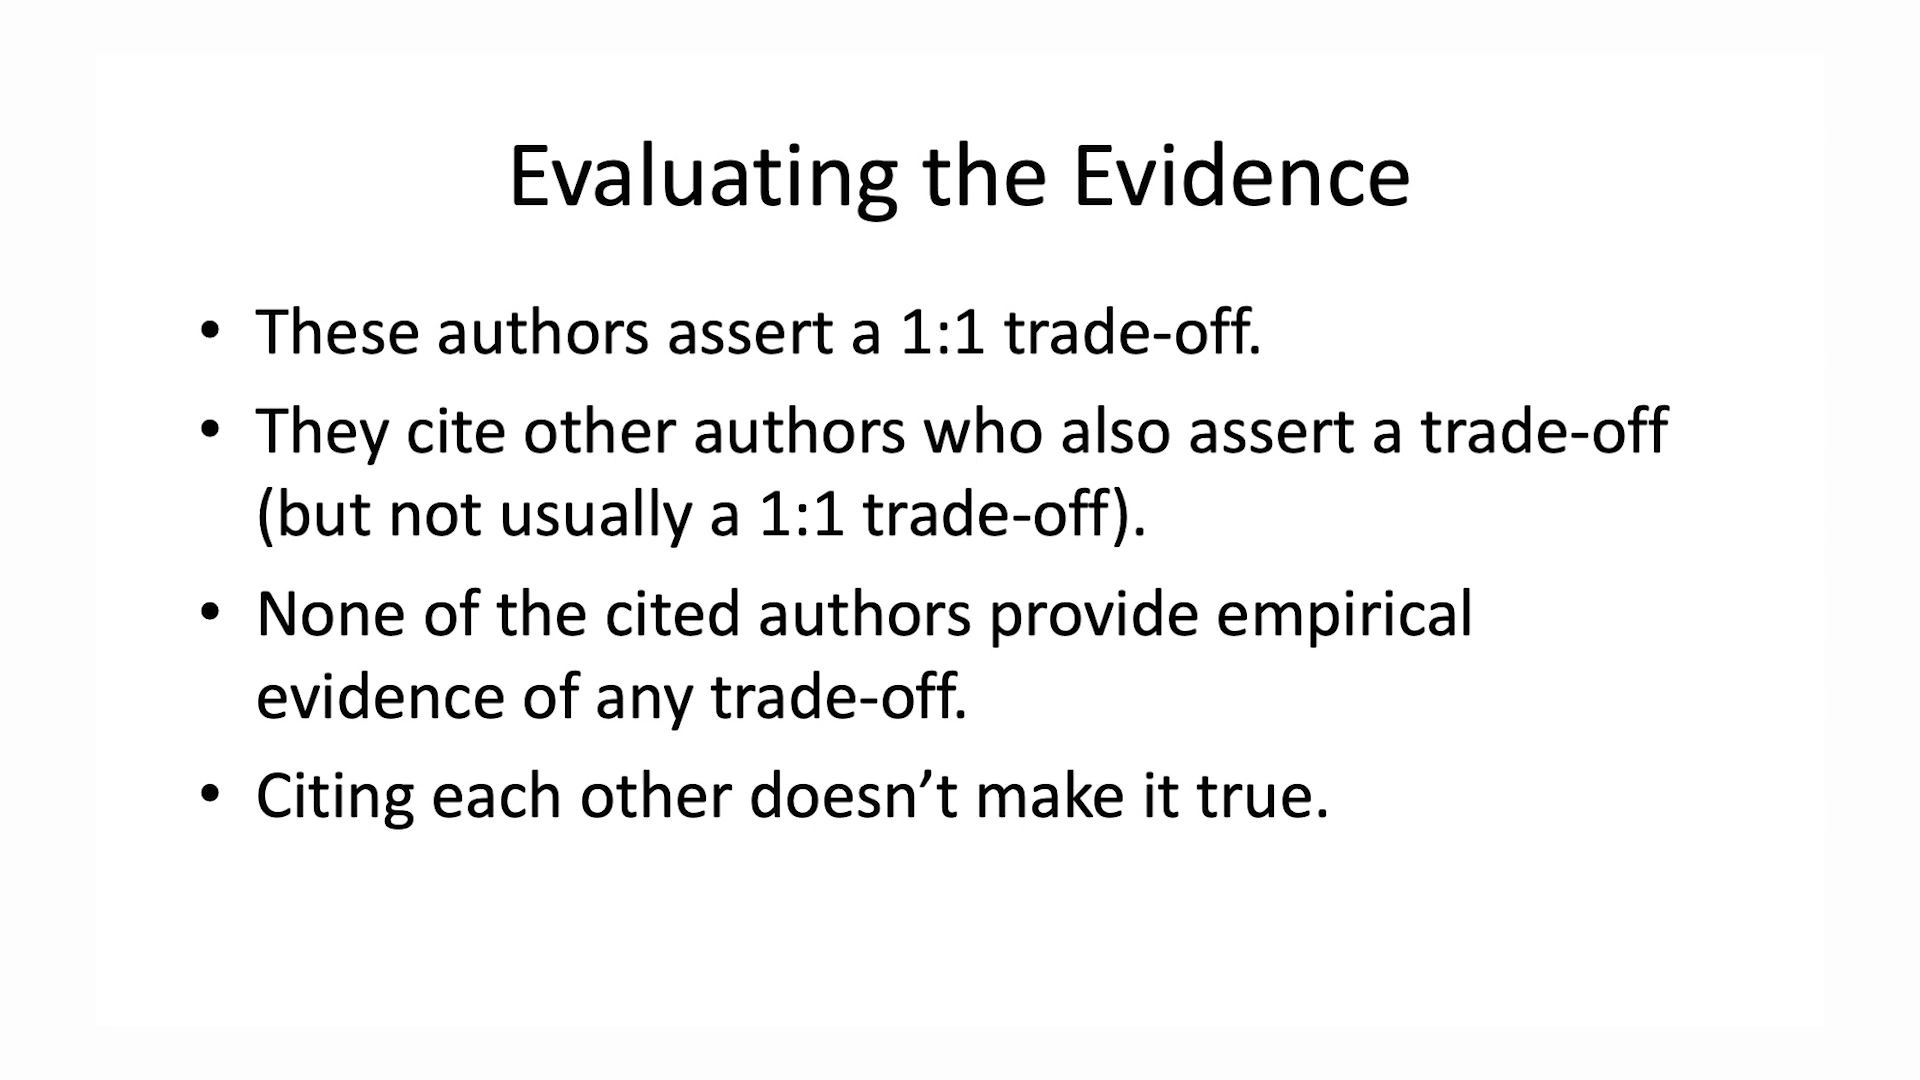 Evaluating the Evidence
• These authors assert a 1:1 trade-off.
• They cite other authors who also assert a trade-off
(but not usually a 1:1 trade-off).
• None of the cited authors provide empirical
evidence of any trade-off.
• Citing each other doesn’t make it true.